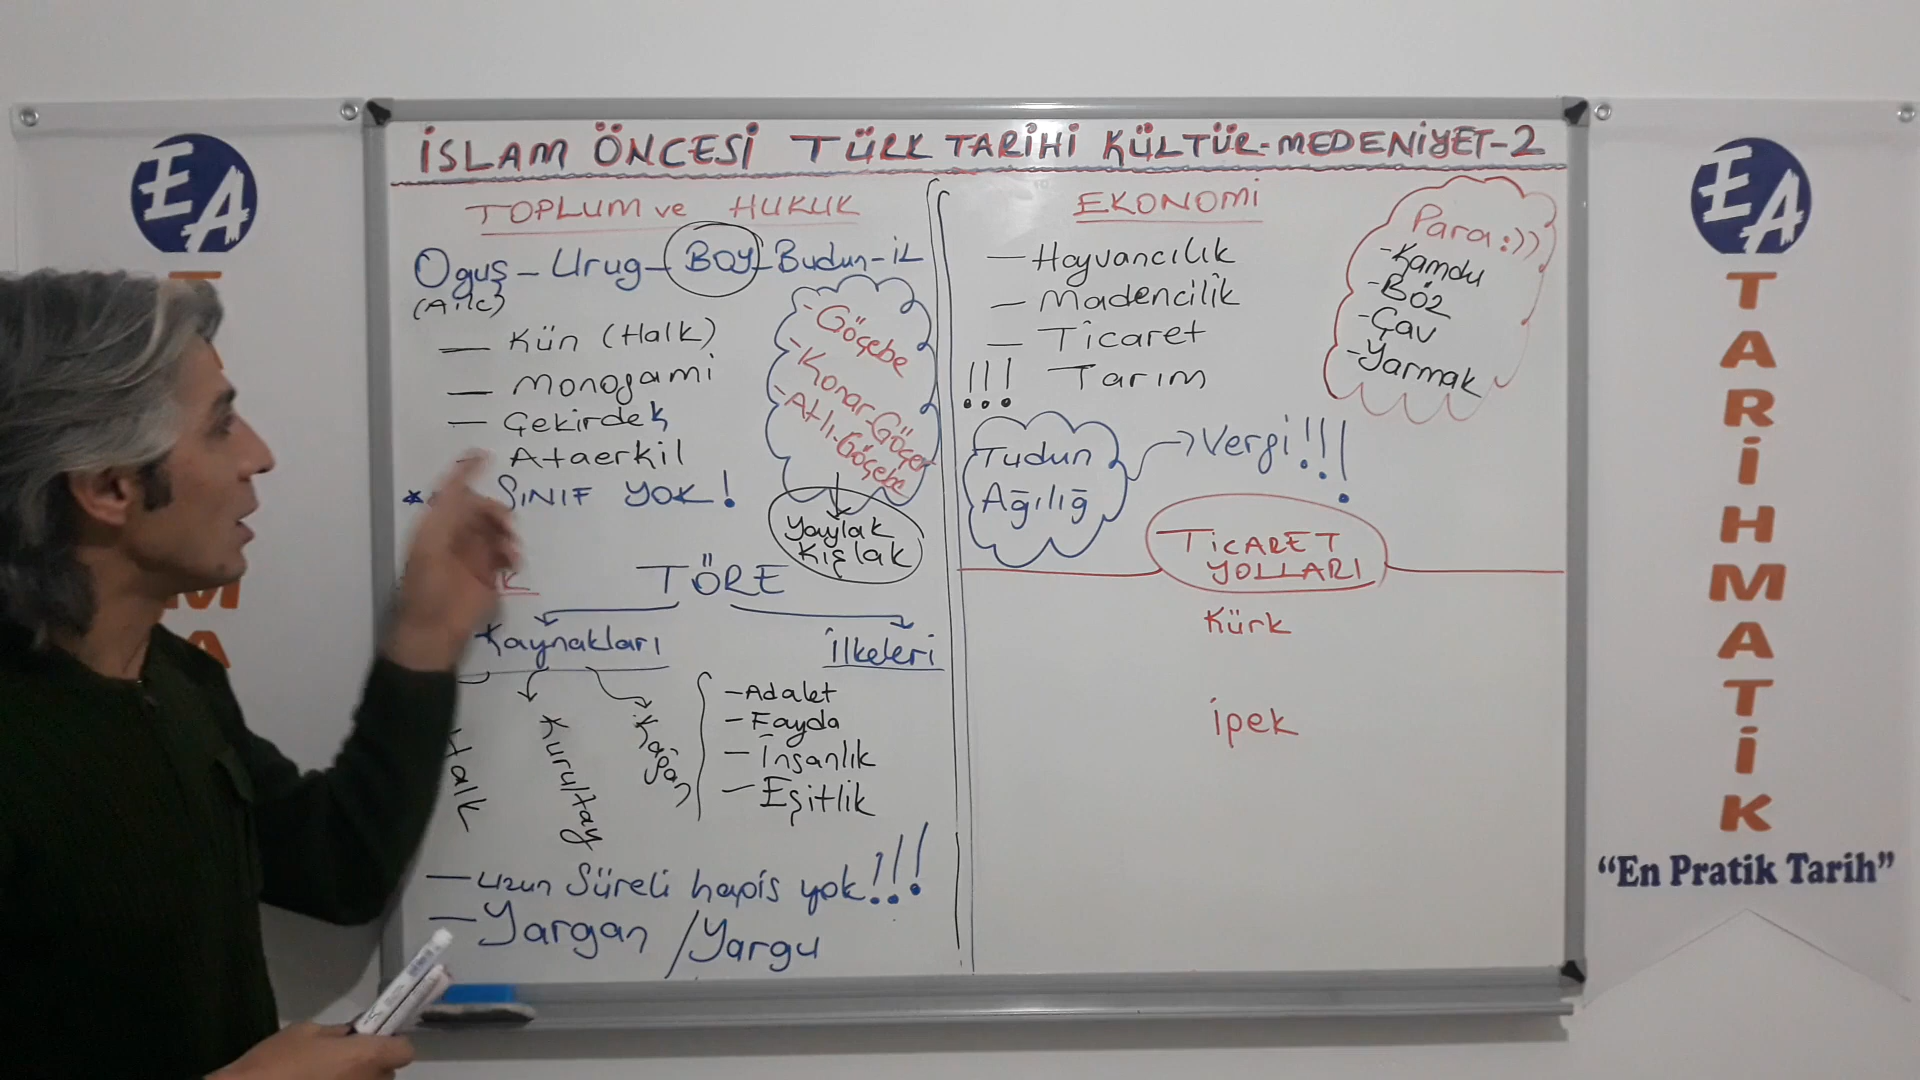 İSLAM ÖNCESİ TÜRK TARİHİ KÜLTÜR-MEDENİYET-2
TOPLUM ve HUKUK
Oguş - Urug - BOY - Budun - İL
(Aile)
— Kün (Halk)
— Monogami
— Çekirdek
— Ataerkil
* SINIF YOK!
- Göçebe
- Konar-Göçer
- Atlı-Göçebe
Yaylak
Kışlak
TÖRE
Kaynakları
Halk
Kurultay
Kağan
İlkeleri
- Adalet
- Fayda
- İnsanlık
- Eşitlik
— Uzun Süreli hapis yok!!!
— Yargan / Yargu
EKONOMİ
— Hayvancılık
— Madencilik
— Ticaret
!!! Tarım
Para:))
- Kamdu
- Böz
- Çav
- Yarmak
Tudun
Ağılığ
Vergi!!!
TİCARET
YOLLARI
Kürk
İpek
EA
EA
TARİHMATİK
"En Pratik Tarih"